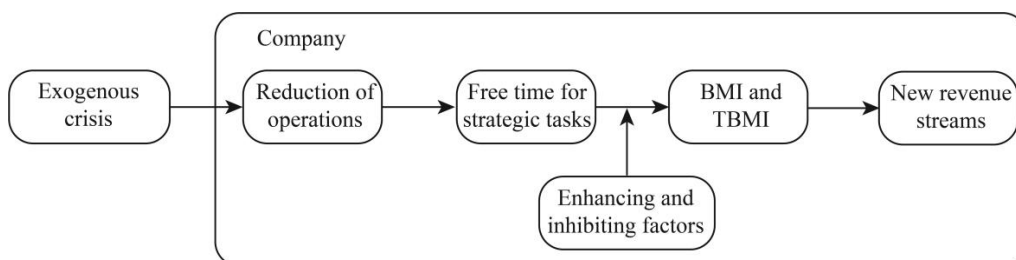 Company
Exogenous
crisis
Reduction of
operations
Free time for
strategic tasks
BMI and
TBMI
New revenue
streams
Enhancing and
inhibiting factors